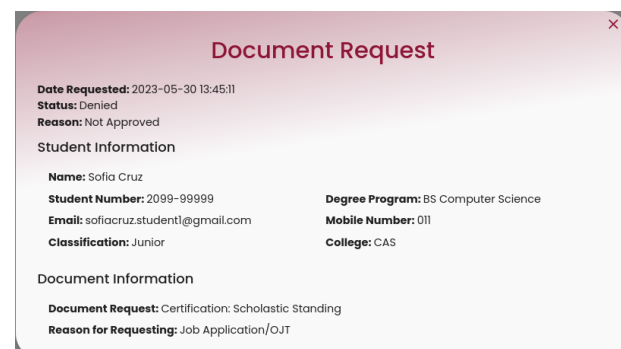 Document Request
Date Requested: 2023-05-30 13:45:11
Status: Denied
Reason: Not Approved
Student Information
Name: Sofia Cruz
Student Number: 2099-99999
Degree Program: BS Computer Science
Email: sofiacruz.student1@gmail.com
Mobile Number: 011
Classification: Junior
College: CAS
Document Information
Document Request: Certification: Scholastic Standing
Reason for Requesting: Job Application/OJT